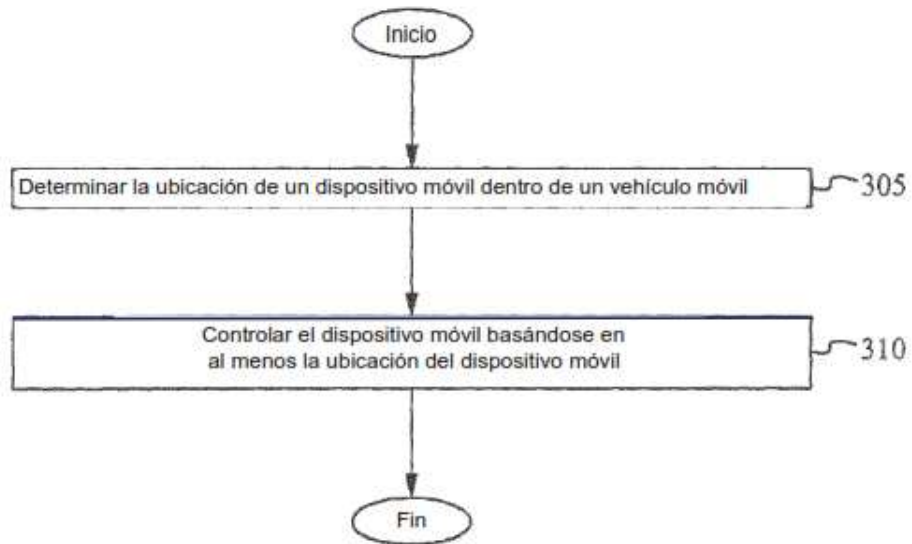 Inicio
Determinar la ubicación de un dispositivo móvil dentro de un vehículo móvil
305
Controlar el dispositivo móvil basándose en
al menos la ubicación del dispositivo móvil
310
Fin